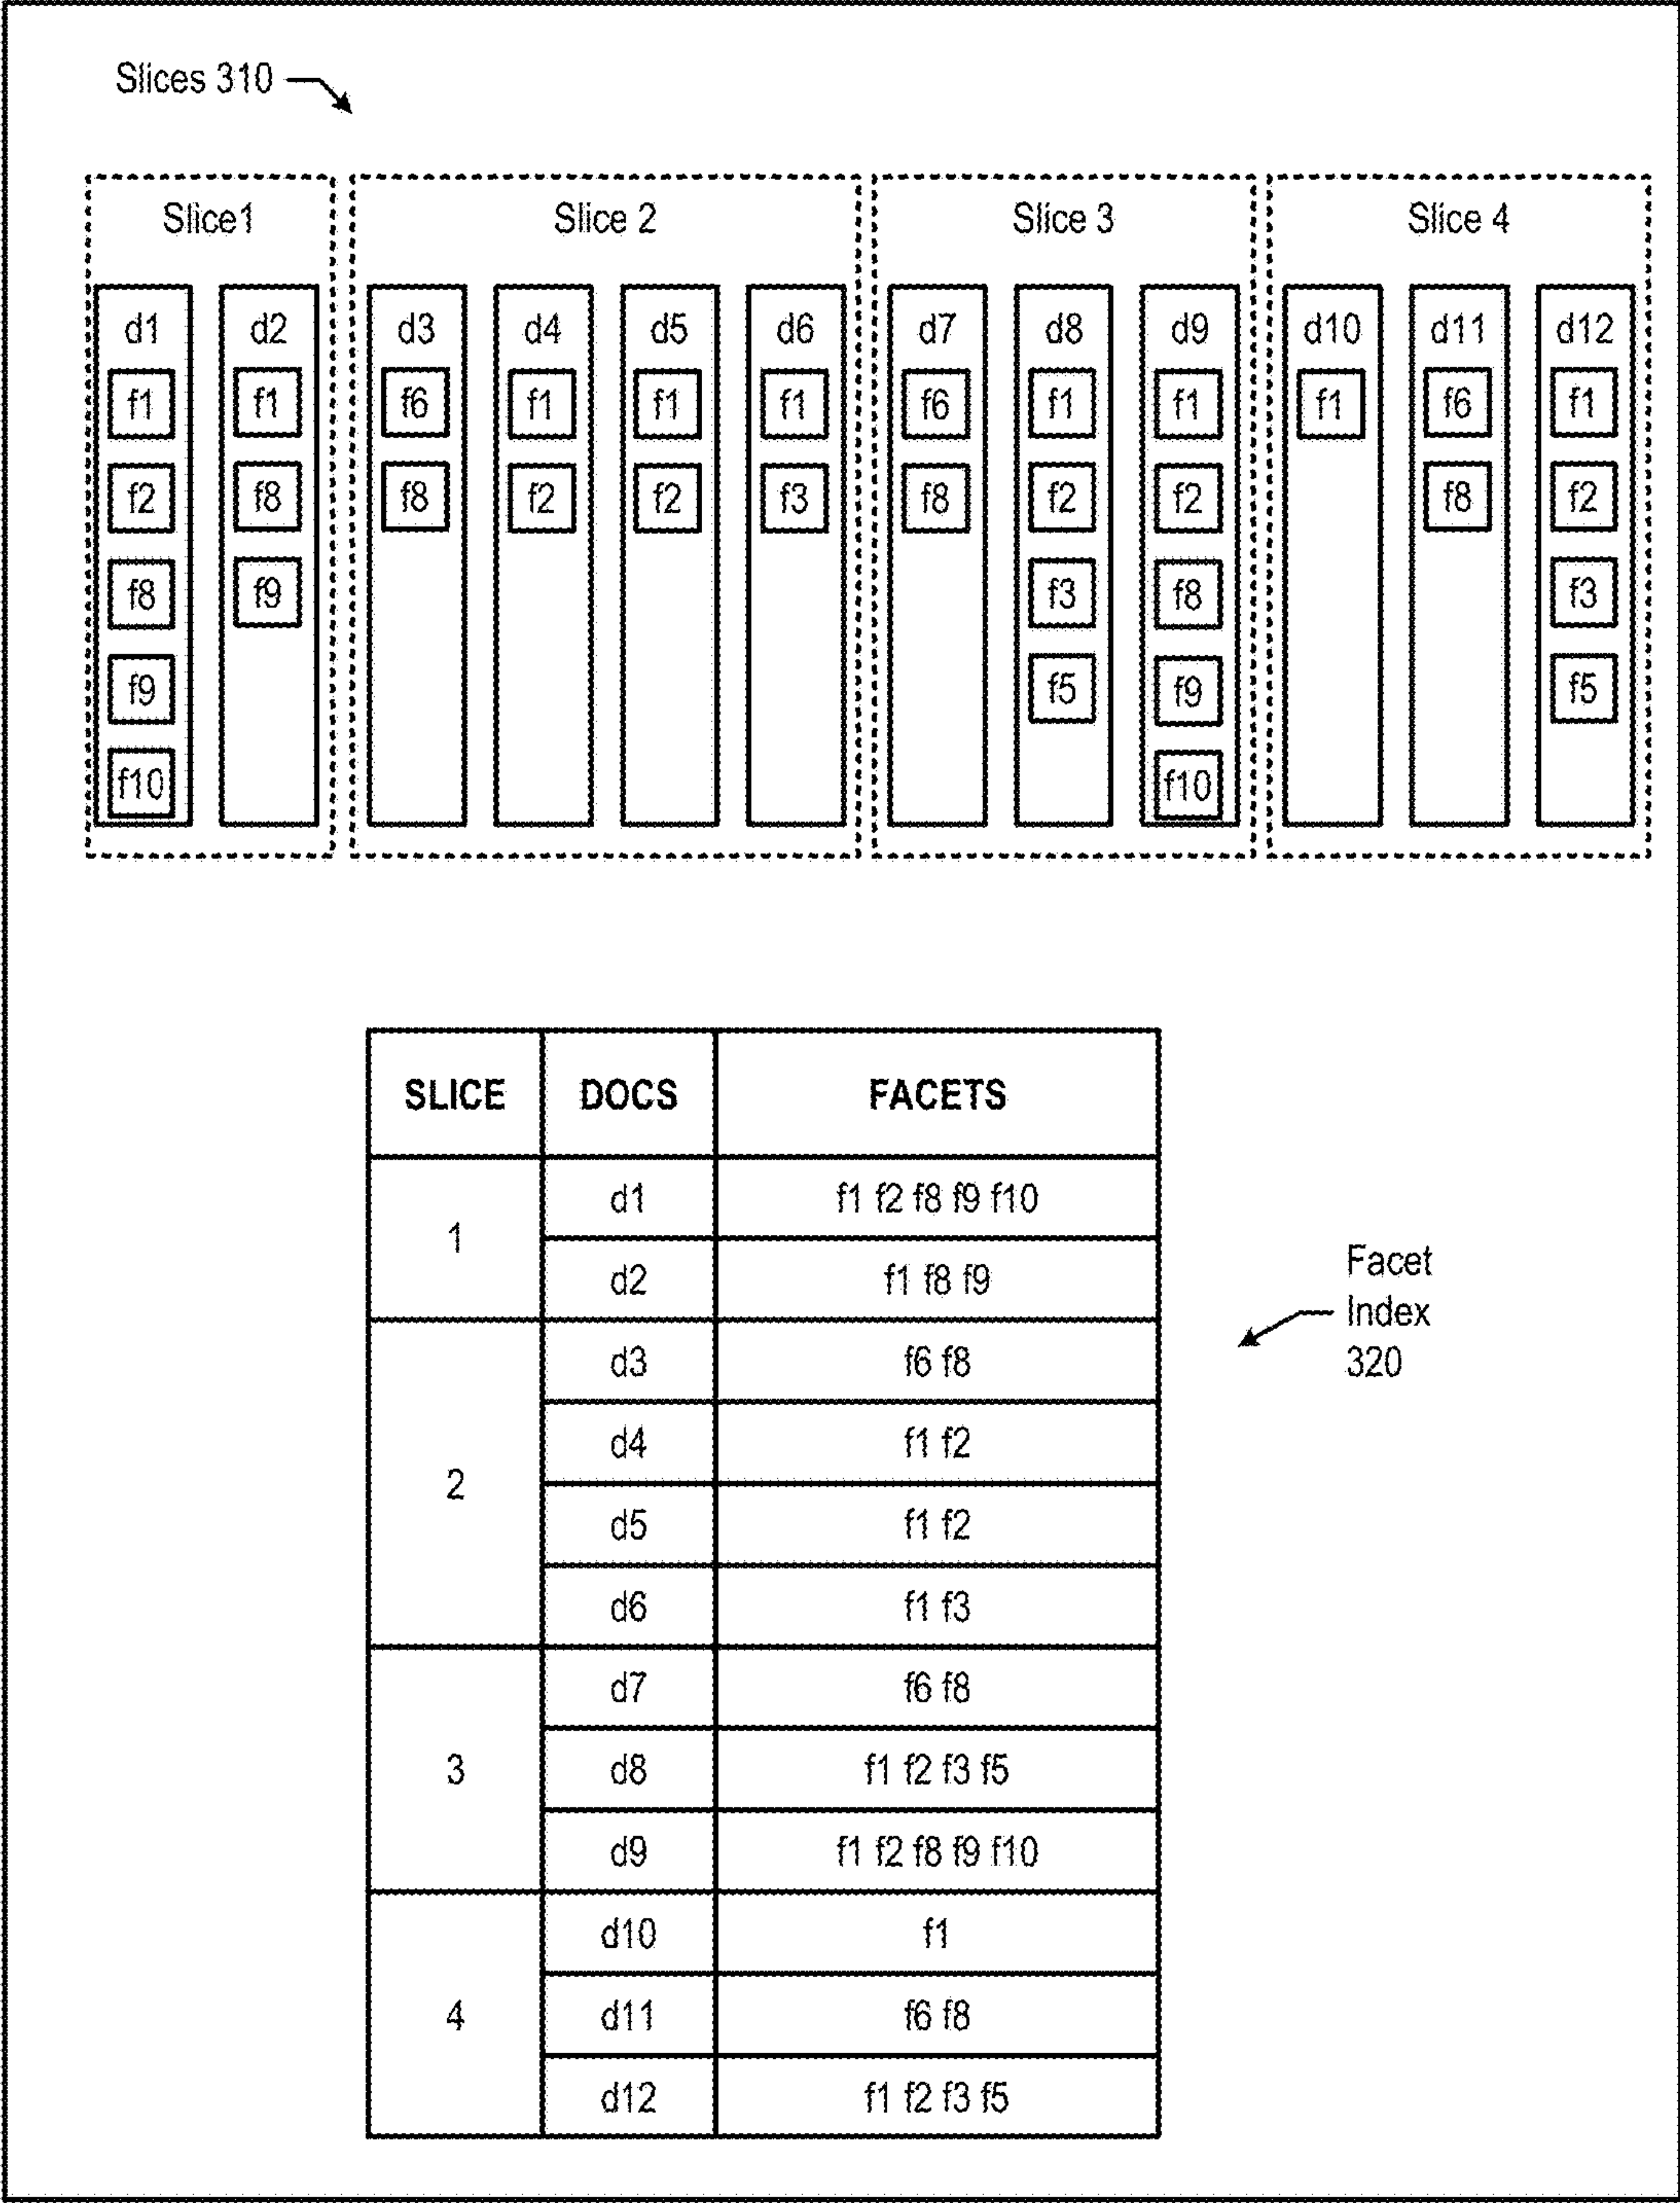 Slices 310
Slice1 Slice 2 Slice 3 Slice 4
d1 d2 d3 d4 d5 d6 d7 d8 d9 d10 d11 d12
f1 f1 f6 f1 f1 f1 f6 f1 f1 f1 f6 f1
f2 f8 f8 f2 f2 f3 f8 f2 f2 f8 f2
f8 f9 f3 f8 f3
f9 f5 f9 f5
f10 f10
SLICE DOCS FACETS
1
d1 f1 f2 f8 f9 f10
d2 f1 f8 f9
2
d3 f6 f8
d4 f1 f2
d5 f1 f2
d6 f1 f3
3
d7 f6 f8
d8 f1 f2 f3 f5
d9 f1 f2 f8 f9 f10
4
d10 f1
d11 f6 f8
d12 f1 f2 f3 f5
Facet
Index
320